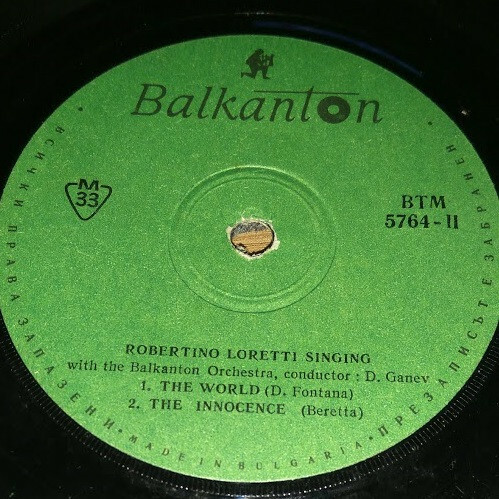 Balkanton
M
33
BTM
5764-II
ROBERTINO LORETTI SINGING
with the Balkanton Orchestra, conductor : D. Ganev
1. THE WORLD (D. Fontana)
2. THE INNOCENCE (Beretta)
ВСИЧКИ ПРАВА ЗАПАЗЕНИ • MADE IN BULGARIA • ПРЕЗАПИСЪТ Е ЗАБРАНЕН